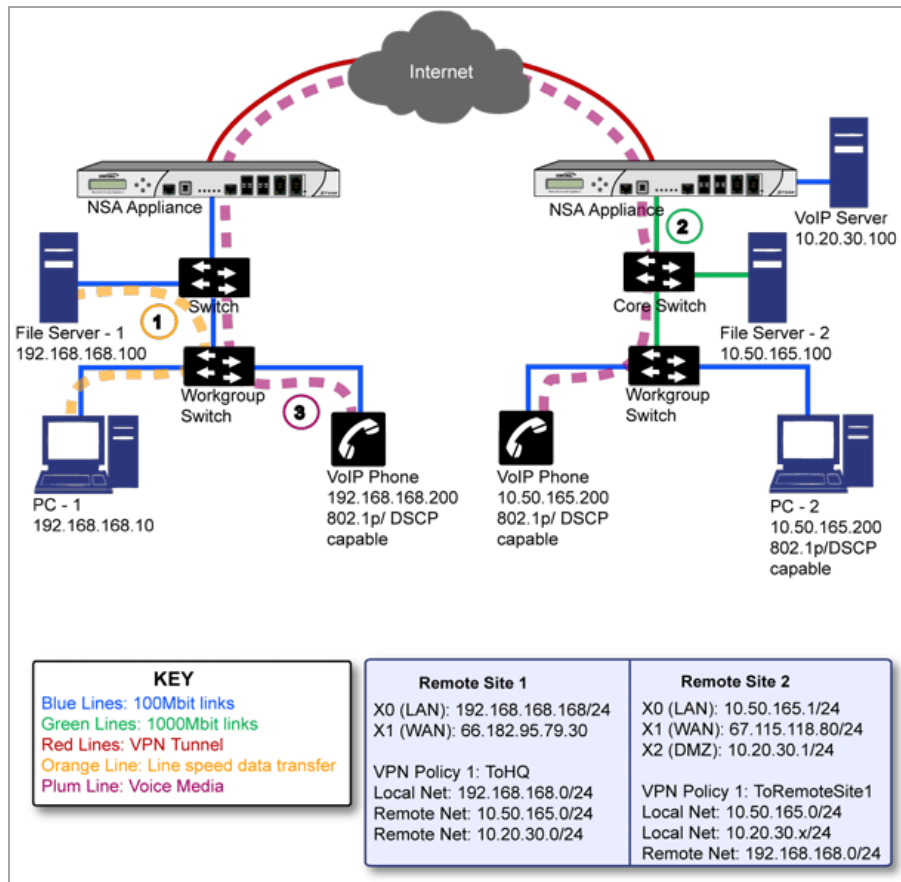 Internet
NSA Appliance
NSA Appliance
VoIP Server
10.20.30.100
2
Switch
Core Switch
1
File Server - 1
192.168.168.100
File Server - 2
10.50.165.100
Workgroup
Switch
Workgroup
Switch
3
PC - 1
192.168.168.10
VoIP Phone
192.168.168.200
802.1p/ DSCP
capable
VoIP Phone
10.50.165.200
802.1p/ DSCP
capable
PC - 2
10.50.165.200
802.1p/DSCP
capable
KEY
Blue Lines: 100Mbit links
Green Lines: 1000Mbit links
Red Lines: VPN Tunnel
Orange Line: Line speed data transfer
Plum Line: Voice Media
Remote Site 1
X0 (LAN): 192.168.168.168/24
X1 (WAN): 66.182.95.79.30
VPN Policy 1: ToHQ
Local Net: 192.168.168.0/24
Remote Net: 10.50.165.0/24
Remote Net: 10.20.30.0/24
Remote Site 2
X0 (LAN): 10.50.165.1/24
X1 (WAN): 67.115.118.80/24
X2 (DMZ): 10.20.30.1/24
VPN Policy 1: ToRemoteSite1
Local Net: 10.50.165.0/24
Local Net: 10.20.30.x/24
Remote Net: 192.168.168.0/24